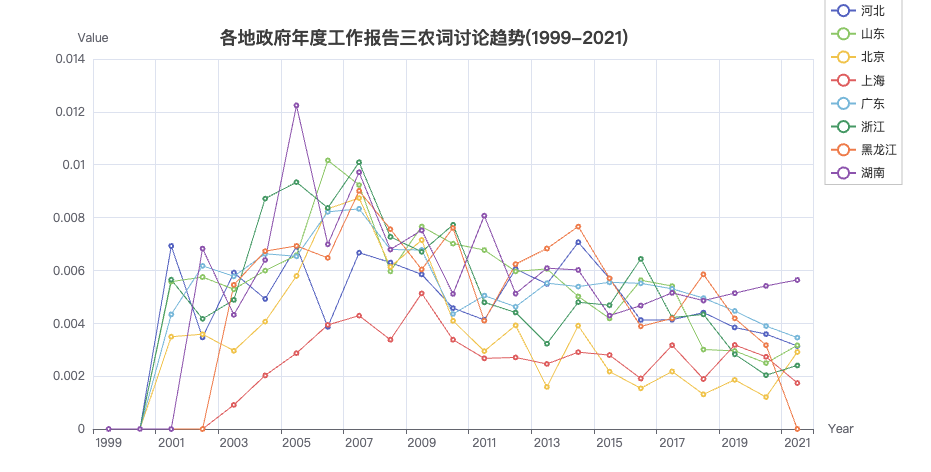 各地政府年度工作报告三农词讨论趋势(1999-2021)
Value
0.014
0.012
0.01
0.008
0.006
0.004
0.002
0
1999 2001 2003 2005 2007 2009 2011 2013 2015 2017 2019 2021
Year
河北
山东
北京
上海
广东
浙江
黑龙江
湖南